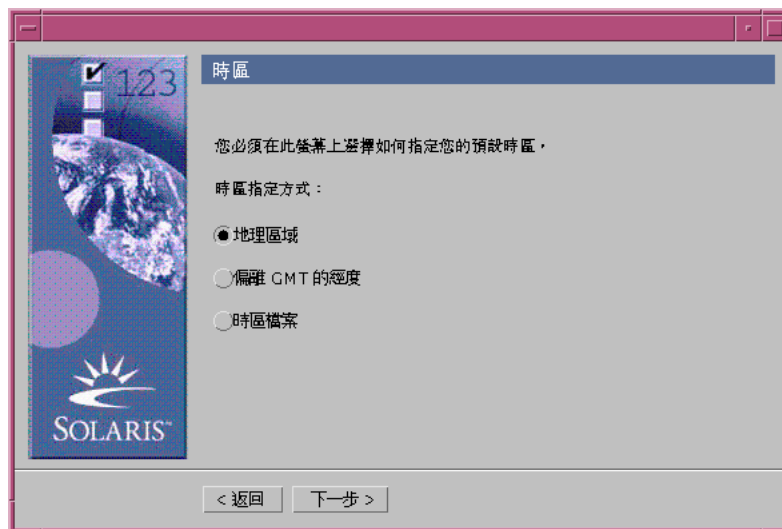 123
時區
您必須在此螢幕上選擇如何指定您的預設時區，
時區指定方式：
地理區域
偏離 GMT 的經度
時區檔案
SOLARIS™
< 返回
下一步 >